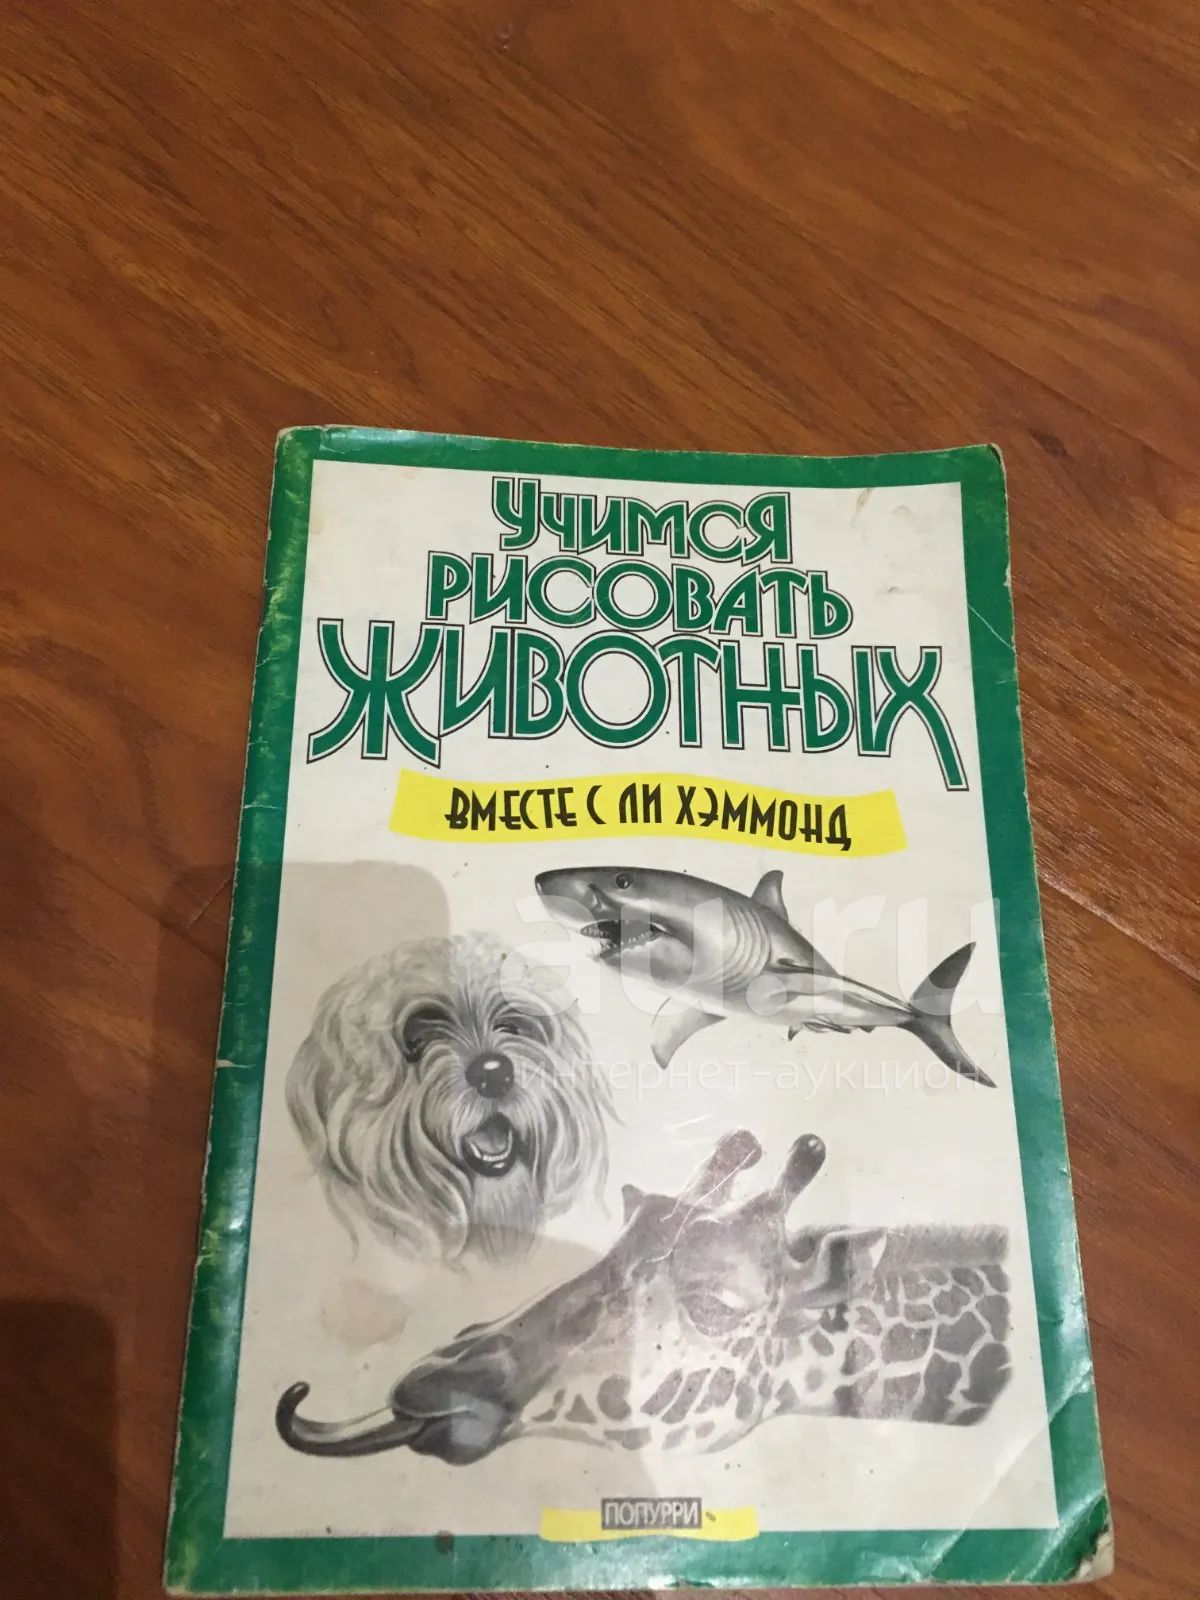 УЧИМСЯ
РИСОВАТЬ
ЖИВОТНЫХ
ВМЕСТЕ С ЛИ ХЭММОНД
au.ru
интернет-аукцион
ПОПУРРИ